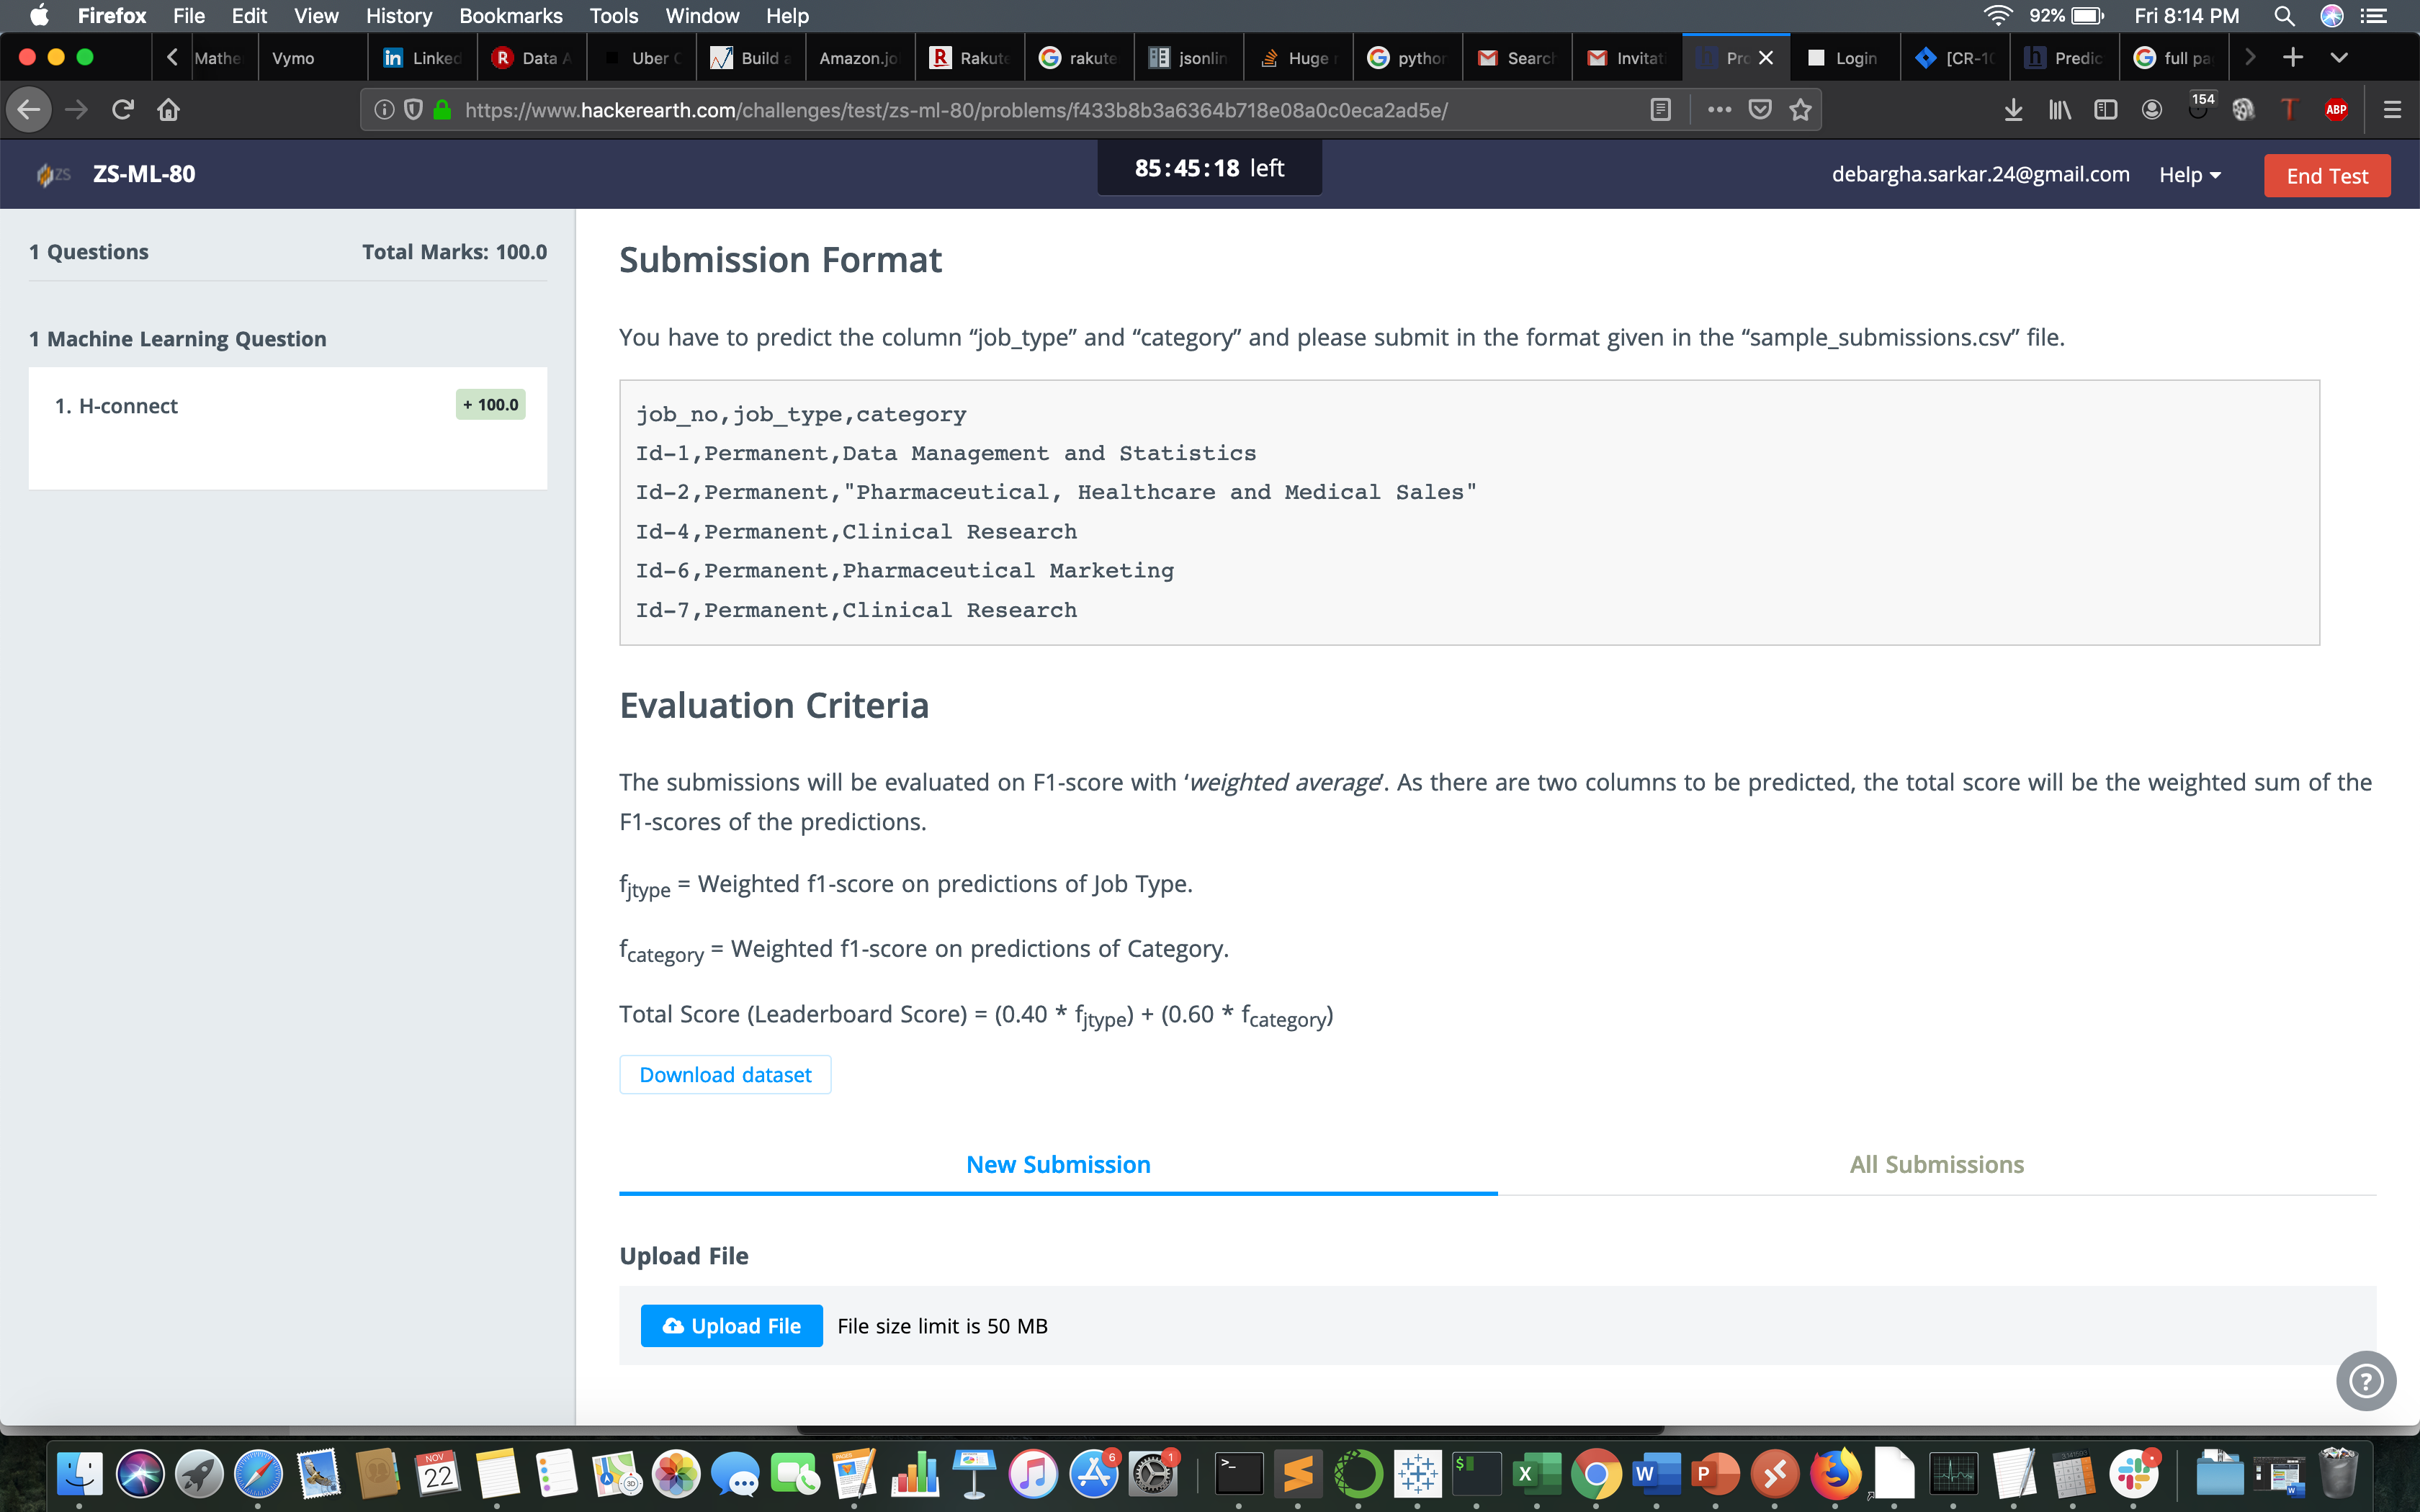 Firefox File Edit View History Bookmarks Tools Window Help 92% Fri 8:14 PM
Mathe Vymo Linked Data A Uber C Build a Amazon.jo Rakute rakute jsonlin Huge python Search Invitat Pro Login [CR-10 Predic full pa
https://www.hackerearth.com/challenges/test/zs-ml-80/problems/f433b8b3a6364b718e08a0c0eca2ad5e/ 154 T ABP
ZS ZS-ML-80 85:45:18 left debargha.sarkar.24@gmail.com Help End Test
1 Questions Total Marks: 100.0
1 Machine Learning Question
1. H-connect + 100.0
Submission Format
You have to predict the column “job_type” and “category” and please submit in the format given in the “sample_submissions.csv” file.
job_no,job_type,category
Id-1,Permanent,Data Management and Statistics
Id-2,Permanent,"Pharmaceutical, Healthcare and Medical Sales"
Id-4,Permanent,Clinical Research
Id-6,Permanent,Pharmaceutical Marketing
Id-7,Permanent,Clinical Research
Evaluation Criteria
The submissions will be evaluated on F1-score with ‘weighted average’. As there are two columns to be predicted, the total score will be the weighted sum of the
F1-scores of the predictions.
fjtype = Weighted f1-score on predictions of Job Type.
fcategory = Weighted f1-score on predictions of Category.
Total Score (Leaderboard Score) = (0.40 * fjtype) + (0.60 * fcategory)
Download dataset
New Submission All Submissions
Upload File
Upload File File size limit is 50 MB
?
NOV
22
6
1